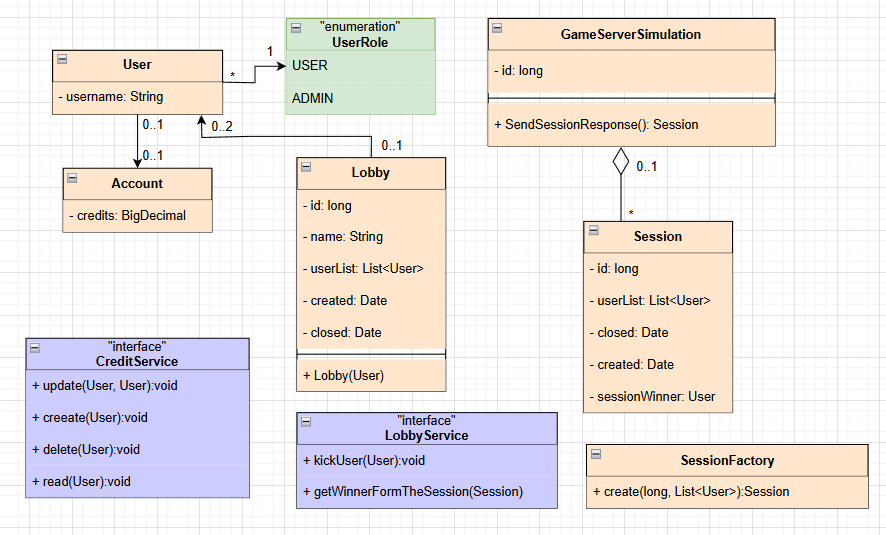 User
- username: String
"enumeration"
UserRole
USER
ADMIN
1
*
0..1
0..1
0..2
0..1
Account
- credits: BigDecimal
Lobby
- id: long
- name: String
- userList: List<User>
- created: Date
- closed: Date
+ Lobby(User)
GameServerSimulation
- id: long
+ SendSessionResponse(): Session
0..1
*
Session
- id: long
- userList: List<User>
- closed: Date
- created: Date
- sessionWinner: User
"interface"
CreditService
+ update(User, User):void
+ creeate(User):void
+ delete(User):void
+ read(User):void
"interface"
LobbyService
+ kickUser(User):void
+ getWinnerFormTheSession(Session)
SessionFactory
+ create(long, List<User>):Session